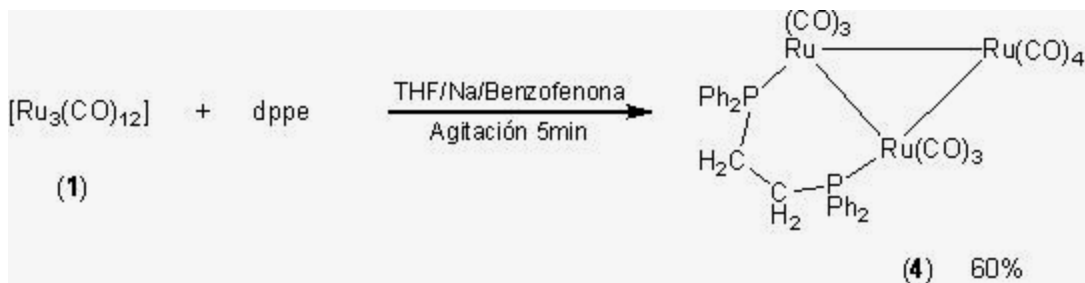 (CO)3
Ru
Ru(CO)4
THF/Na/Benzofenona
Ph2P
[Ru3(CO)12] + dppe
Agitación 5min
Ru(CO)3
H2C
P
C
Ph2
H2
(1)
(4) 60%